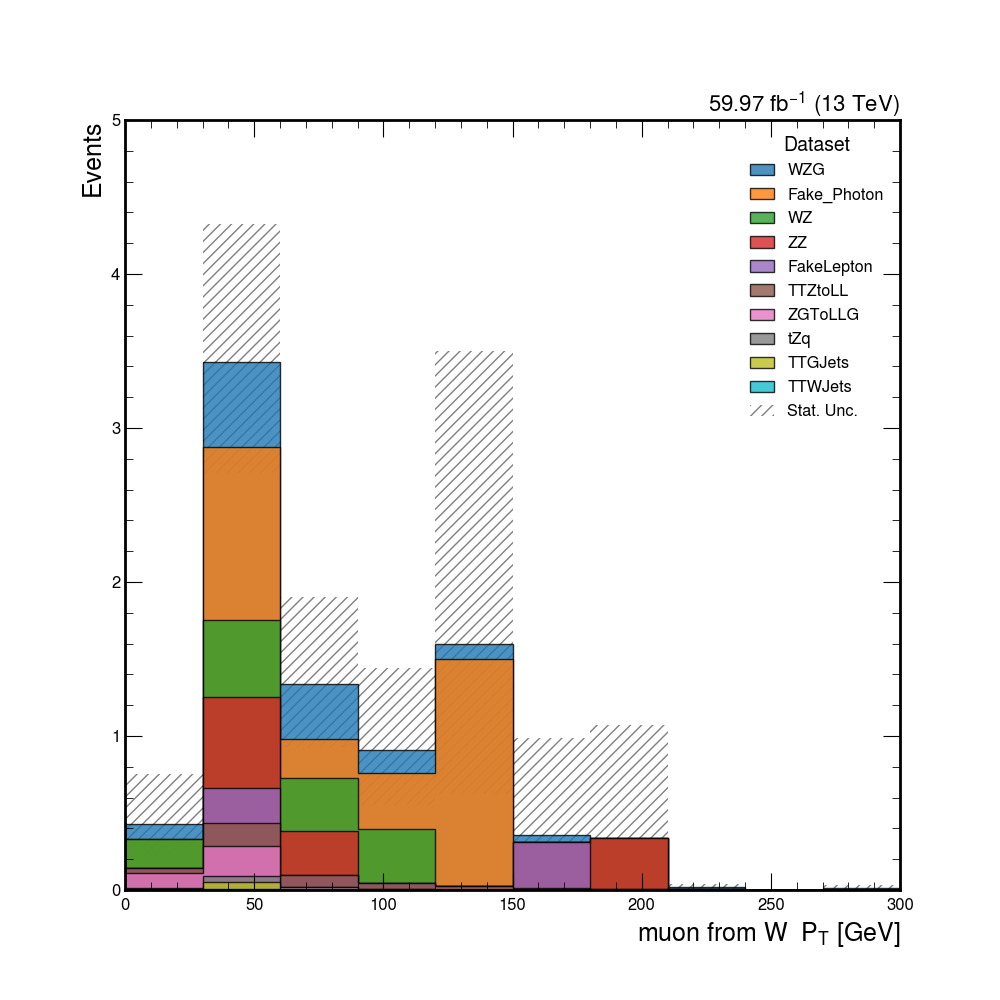 59.97 fb⁻¹ (13 TeV)
Events
5
4
3
2
1
0
Dataset
WZG
Fake_Photon
WZ
ZZ
FakeLepton
TTZtoLL
ZGToLLG
tZq
TTGJets
TTWJets
Stat. Unc.
0 50 100 150 200 250 300
muon from W P_T [GeV]